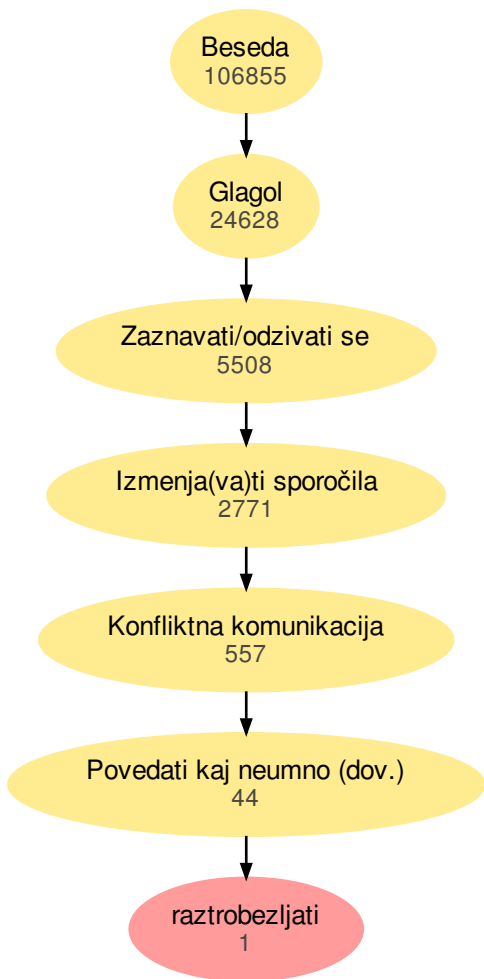 Beseda
106855
Glagol
24628
Zaznavati/odzivati se
5508
Izmenja(va)ti sporočila
2771
Konfliktna komunikacija
557
Povedati kaj neumno (dov.)
44
raztrobezljati
1